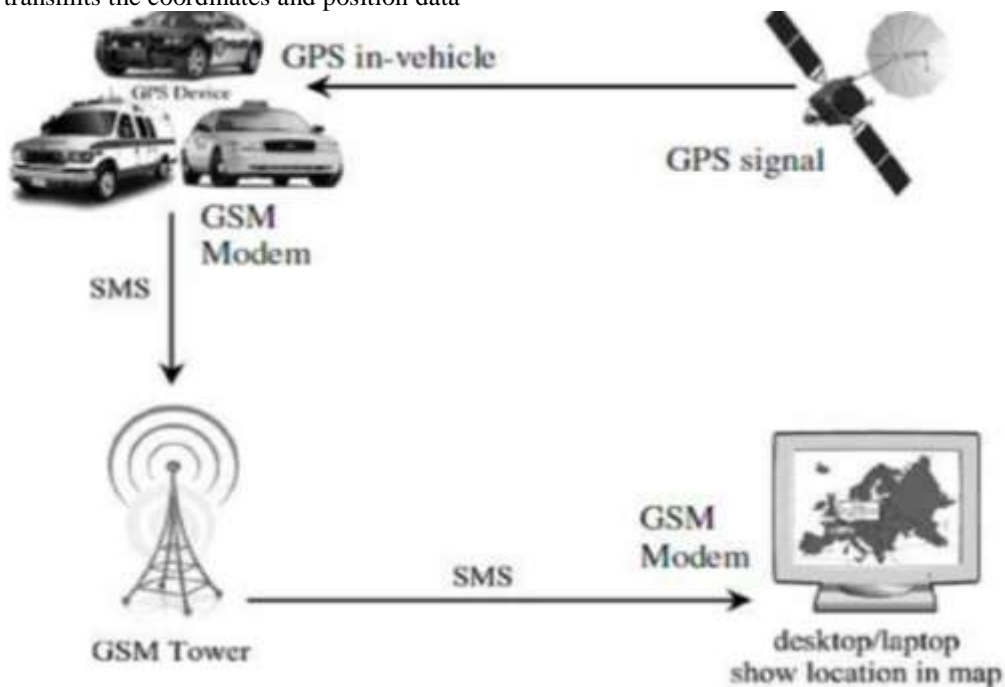 transmits the coordinates and position data
GPS in-vehicle
GPS Device
GPS signal
GSM
Modem
SMS
GSM
Modem
SMS
GSM Tower
desktop/laptop
show location in map